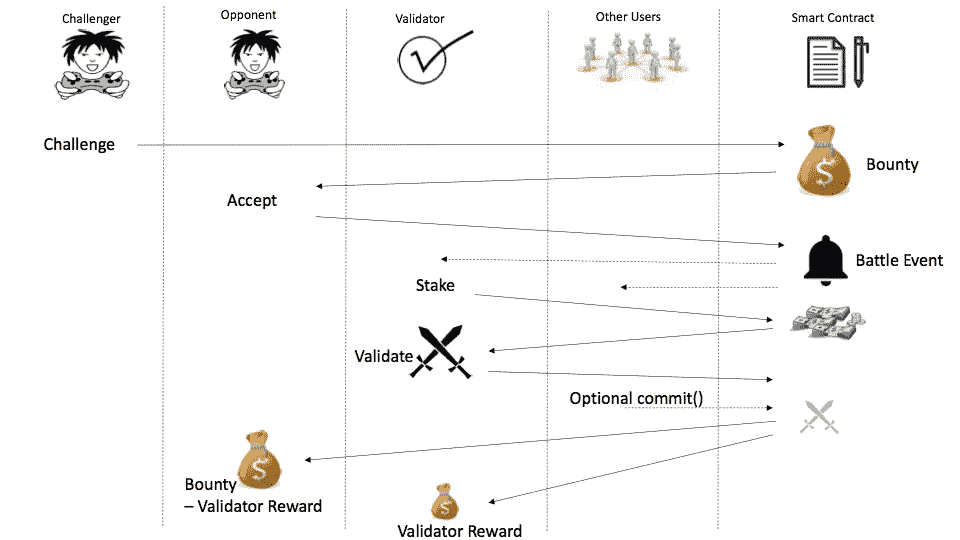 Challenger
Opponent
Validator
Other Users
Smart Contract
Challenge
Bounty
Accept
Battle Event
Stake
Validate
Optional commit()
Bounty
– Validator Reward
Validator Reward